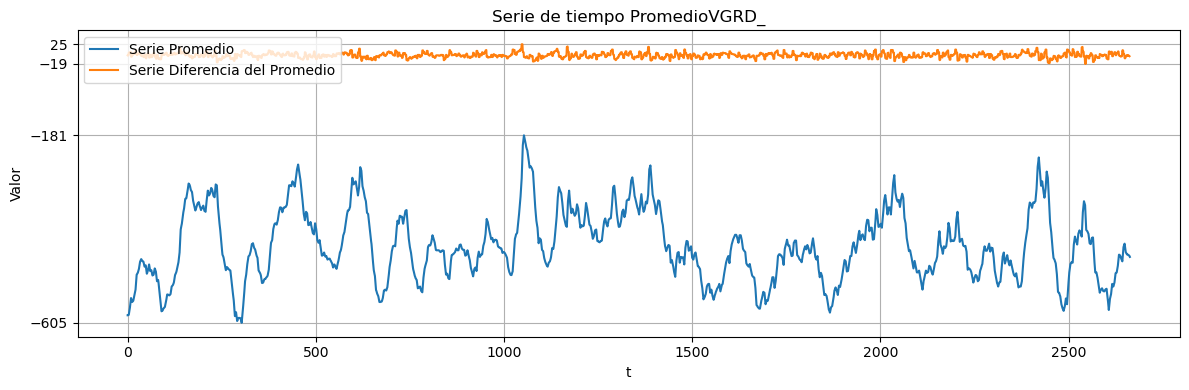 Serie de tiempo PromedioVGRD_
25
−19
−181
−605
Valor
Serie Promedio
Serie Diferencia del Promedio
0
500
1000
1500
2000
2500
t